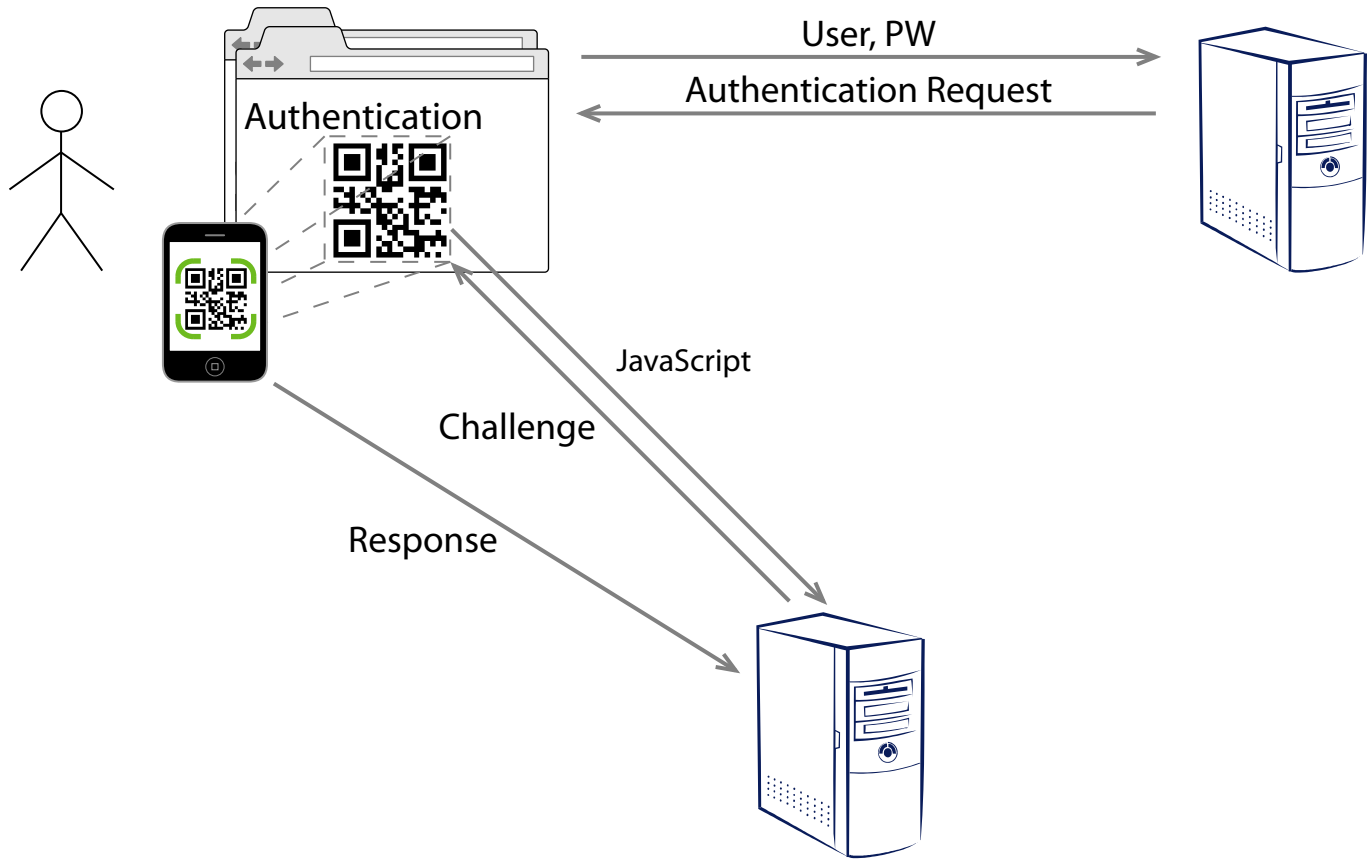 User, PW
Authentication Request
Authentication
JavaScript
Challenge
Response